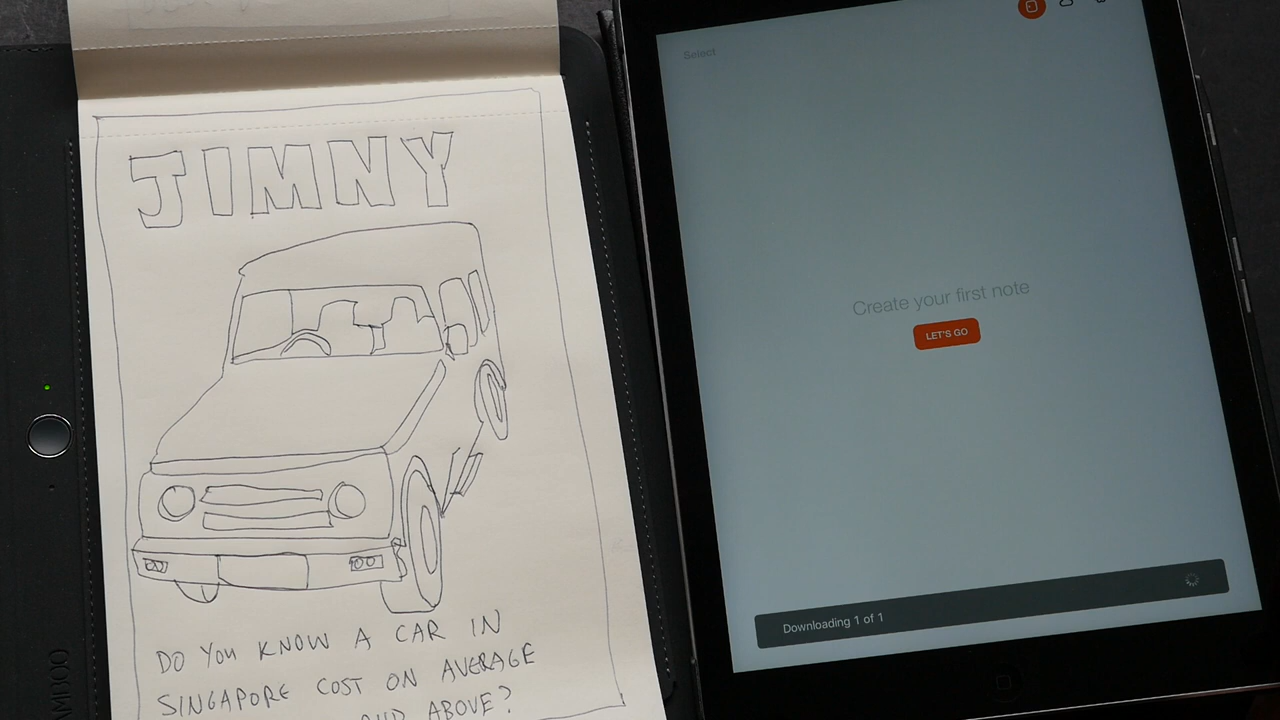 JIMNY
DO YOU KNOW A CAR IN
SINGAPORE COST ON AVERAGE
ABOVE?
Select
Create your first note
LET'S GO
Downloading 1 of 1